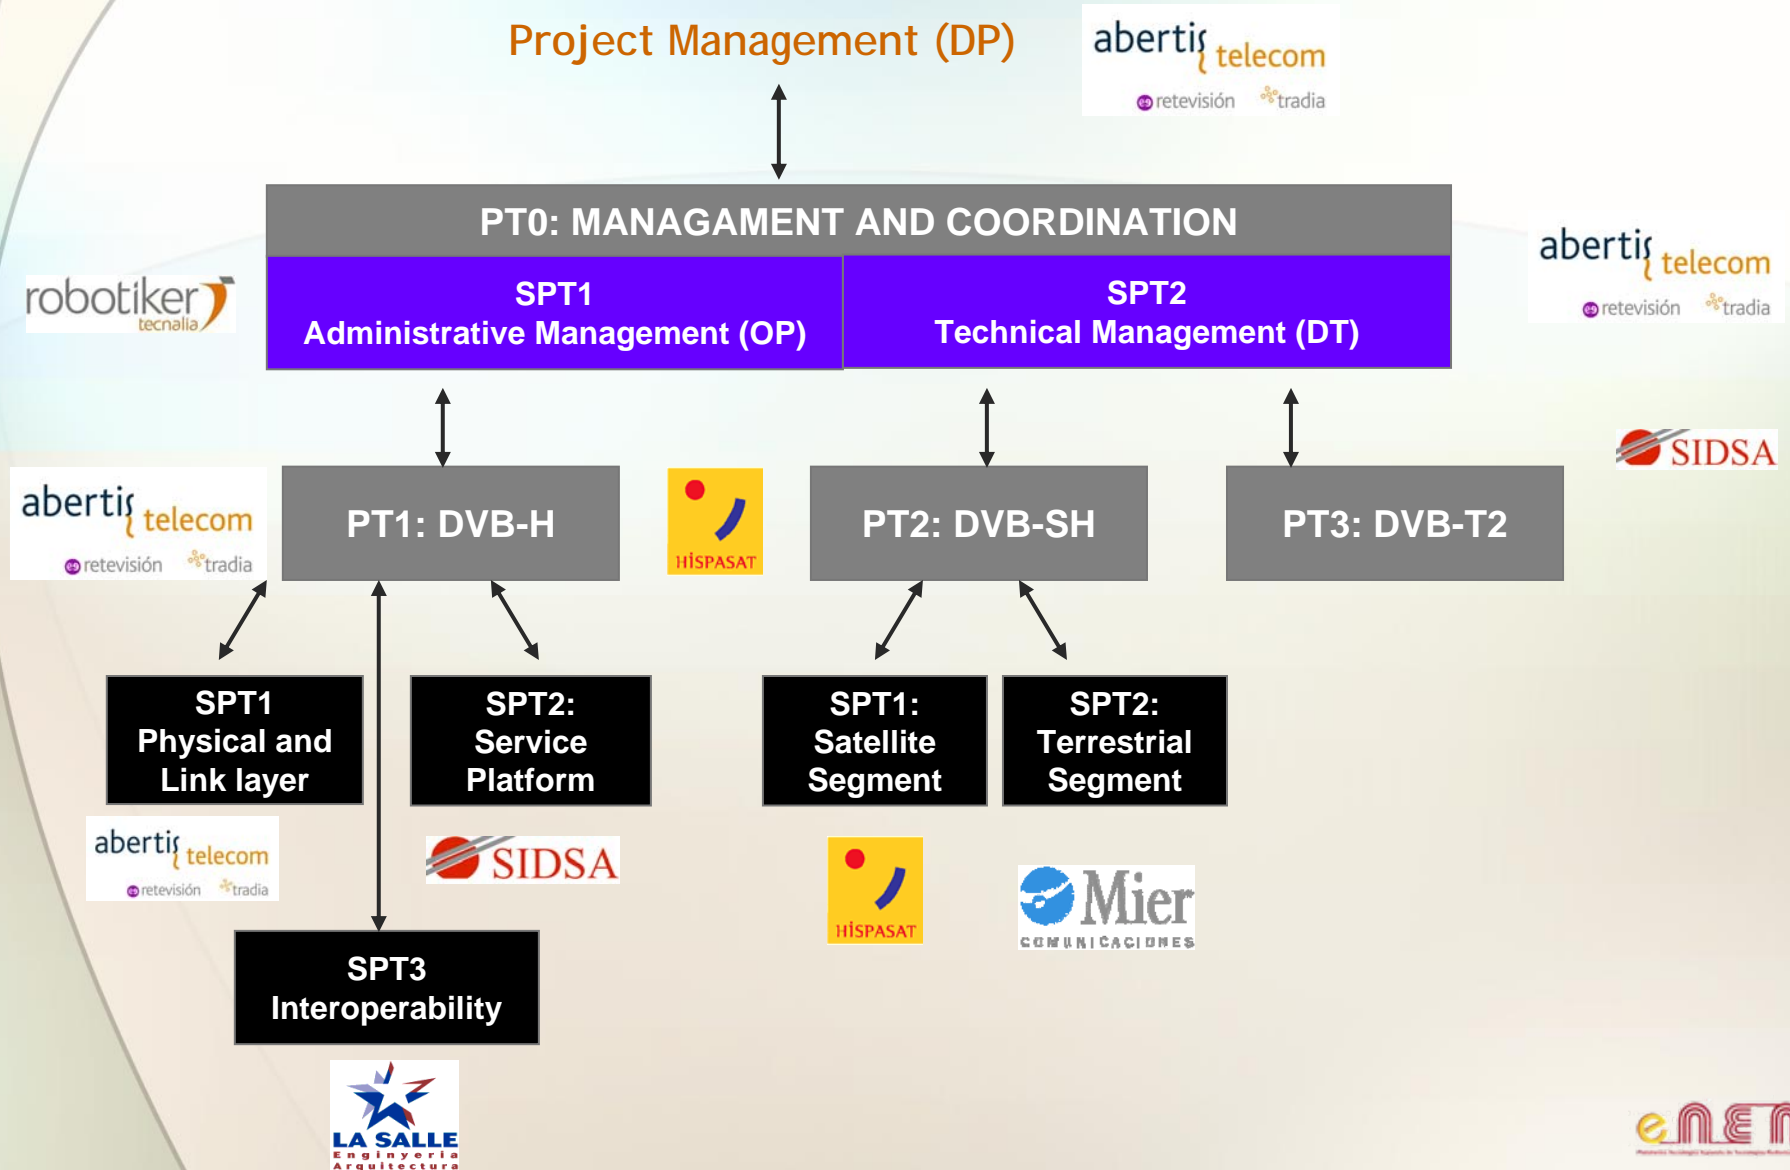 Project Management (DP)
abertis telecom
retevisión tradia
PT0: MANAGAMENT AND COORDINATION
robotiker
tecnalia
SPT1
Administrative Management (OP)
SPT2
Technical Management (DT)
abertis telecom
retevisión tradia
SIDSA
abertis telecom
retevisión tradia
PT1: DVB-H
HISPASAT
PT2: DVB-SH
PT3: DVB-T2
SPT1
Physical and
Link layer
SPT2:
Service
Platform
SPT1:
Satellite
Segment
SPT2:
Terrestrial
Segment
abertis telecom
retevisión tradia
SIDSA
HISPASAT
Mier
COMUNICACIONES
SPT3
Interoperability
LA SALLE
Enginyeria
Arquitectura